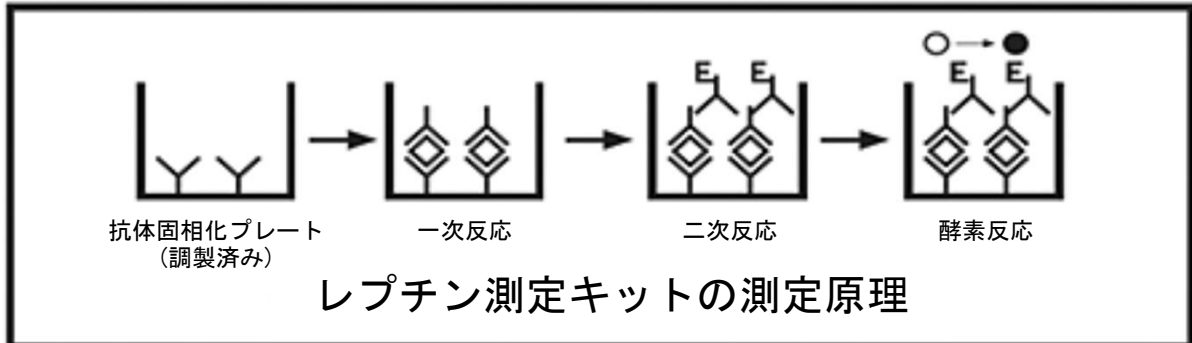 E E
E E
抗体固相化プレート
(調製済み)
一次反応
二次反応
酵素反応
レプチン測定キットの測定原理